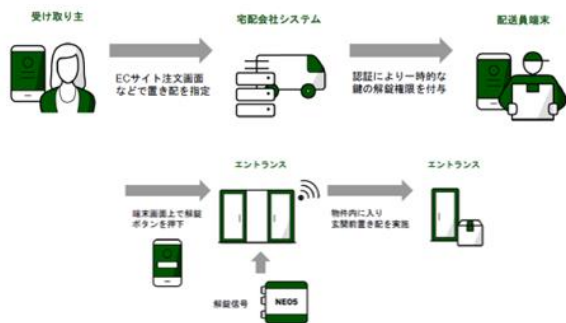 受け取り主
宅配会社システム
配送員端末
ECサイト注文画面
などで置き配を指定
認証により一時的な
鍵の解錠権限を付与
エントランス
エントランス
端末画面上で解錠
ボタンを押下
物件内に入り
玄関前置き配を実施
解錠信号
NEOS